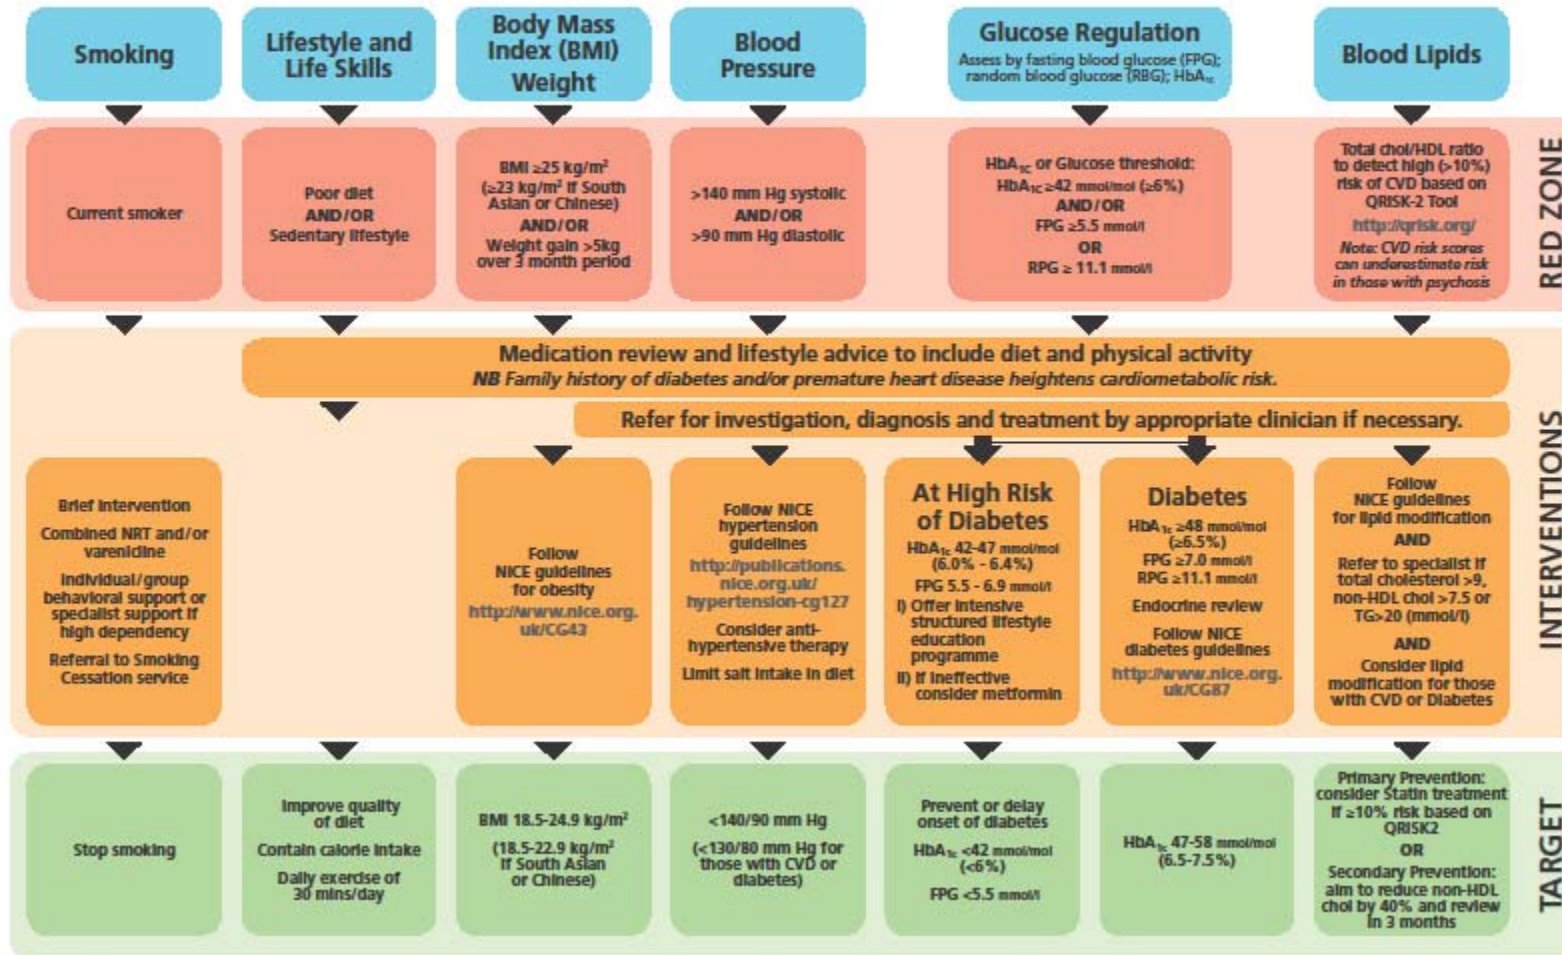 Smoking
Lifestyle and
Life Skills
Body Mass
Index (BMI)
Weight
Blood
Pressure
Glucose Regulation
Assess by fasting blood glucose (FPG);
random blood glucose (RBG); HbA1c
Blood Lipids
RED ZONE
Current smoker
Poor diet
AND/OR
Sedentary lifestyle
BMI ≥25 kg/m²
(≥23 kg/m² if South
Asian or Chinese)
AND/OR
Weight gain >5kg
over 3 month period
>140 mm Hg systolic
AND/OR
>90 mm Hg diastolic
HbA1C or Glucose threshold:
HbA1C ≥42 mmol/mol (≥6%)
AND/OR
FPG ≥5.5 mmol/l
OR
RPG ≥ 11.1 mmol/l
Total chol/HDL ratio
to detect high (>10%)
risk of CVD based on
QRISK-2 Tool
http://qrisk.org/
Note: CVD risk scores
can underestimate risk
in those with psychosis
INTERVENTIONS
Medication review and lifestyle advice to include diet and physical activity
NB Family history of diabetes and/or premature heart disease heightens cardiometabolic risk.
Refer for investigation, diagnosis and treatment by appropriate clinician if necessary.
Brief intervention
Combined NRT and/or
varenicline
Individual/group
behavioral support or
specialist support if
high dependency
Referral to Smoking
Cessation service
Follow
NICE guidelines
for obesity
http://www.nice.org.
uk/CG43
Follow NICE
hypertension
guidelines
http://publications.
nice.org.uk/
hypertension-cg127
Consider anti-
hypertensive therapy
Limit salt intake in diet
At High Risk
of Diabetes
HbA1c 42-47 mmol/mol
(6.0% - 6.4%)
FPG 5.5 - 6.9 mmol/l
I) Offer intensive
structured lifestyle
education
programme
II) If ineffective
consider metformin
Diabetes
HbA1c ≥48 mmol/mol
(≥6.5%)
FPG ≥7.0 mmol/l
RPG ≥11.1 mmol/l
Endocrine review
Follow NICE
diabetes guidelines
http://www.nice.org.
uk/CG87
Follow
NICE guidelines
for lipid modification
AND
Refer to specialist if
total cholesterol >9,
non-HDL chol >7.5 or
TG>20 (mmol/l)
AND
Consider lipid
modification for those
with CVD or Diabetes
TARGET
Stop smoking
Improve quality
of diet
Contain calorie intake
Daily exercise of
30 mins/day
BMI 18.5-24.9 kg/m²
(18.5-22.9 kg/m²
if South Asian
or Chinese)
<140/90 mm Hg
(<130/80 mm Hg for
those with CVD or
diabetes)
Prevent or delay
onset of diabetes
HbA1c <42 mmol/mol
(<6%)
FPG <5.5 mmol/l
HbA1c 47-58 mmol/mol
(6.5-7.5%)
Primary Prevention:
consider Statin treatment
if ≥10% risk based on
QRISK2
OR
Secondary Prevention:
aim to reduce non-HDL
chol by 40% and review
in 3 months